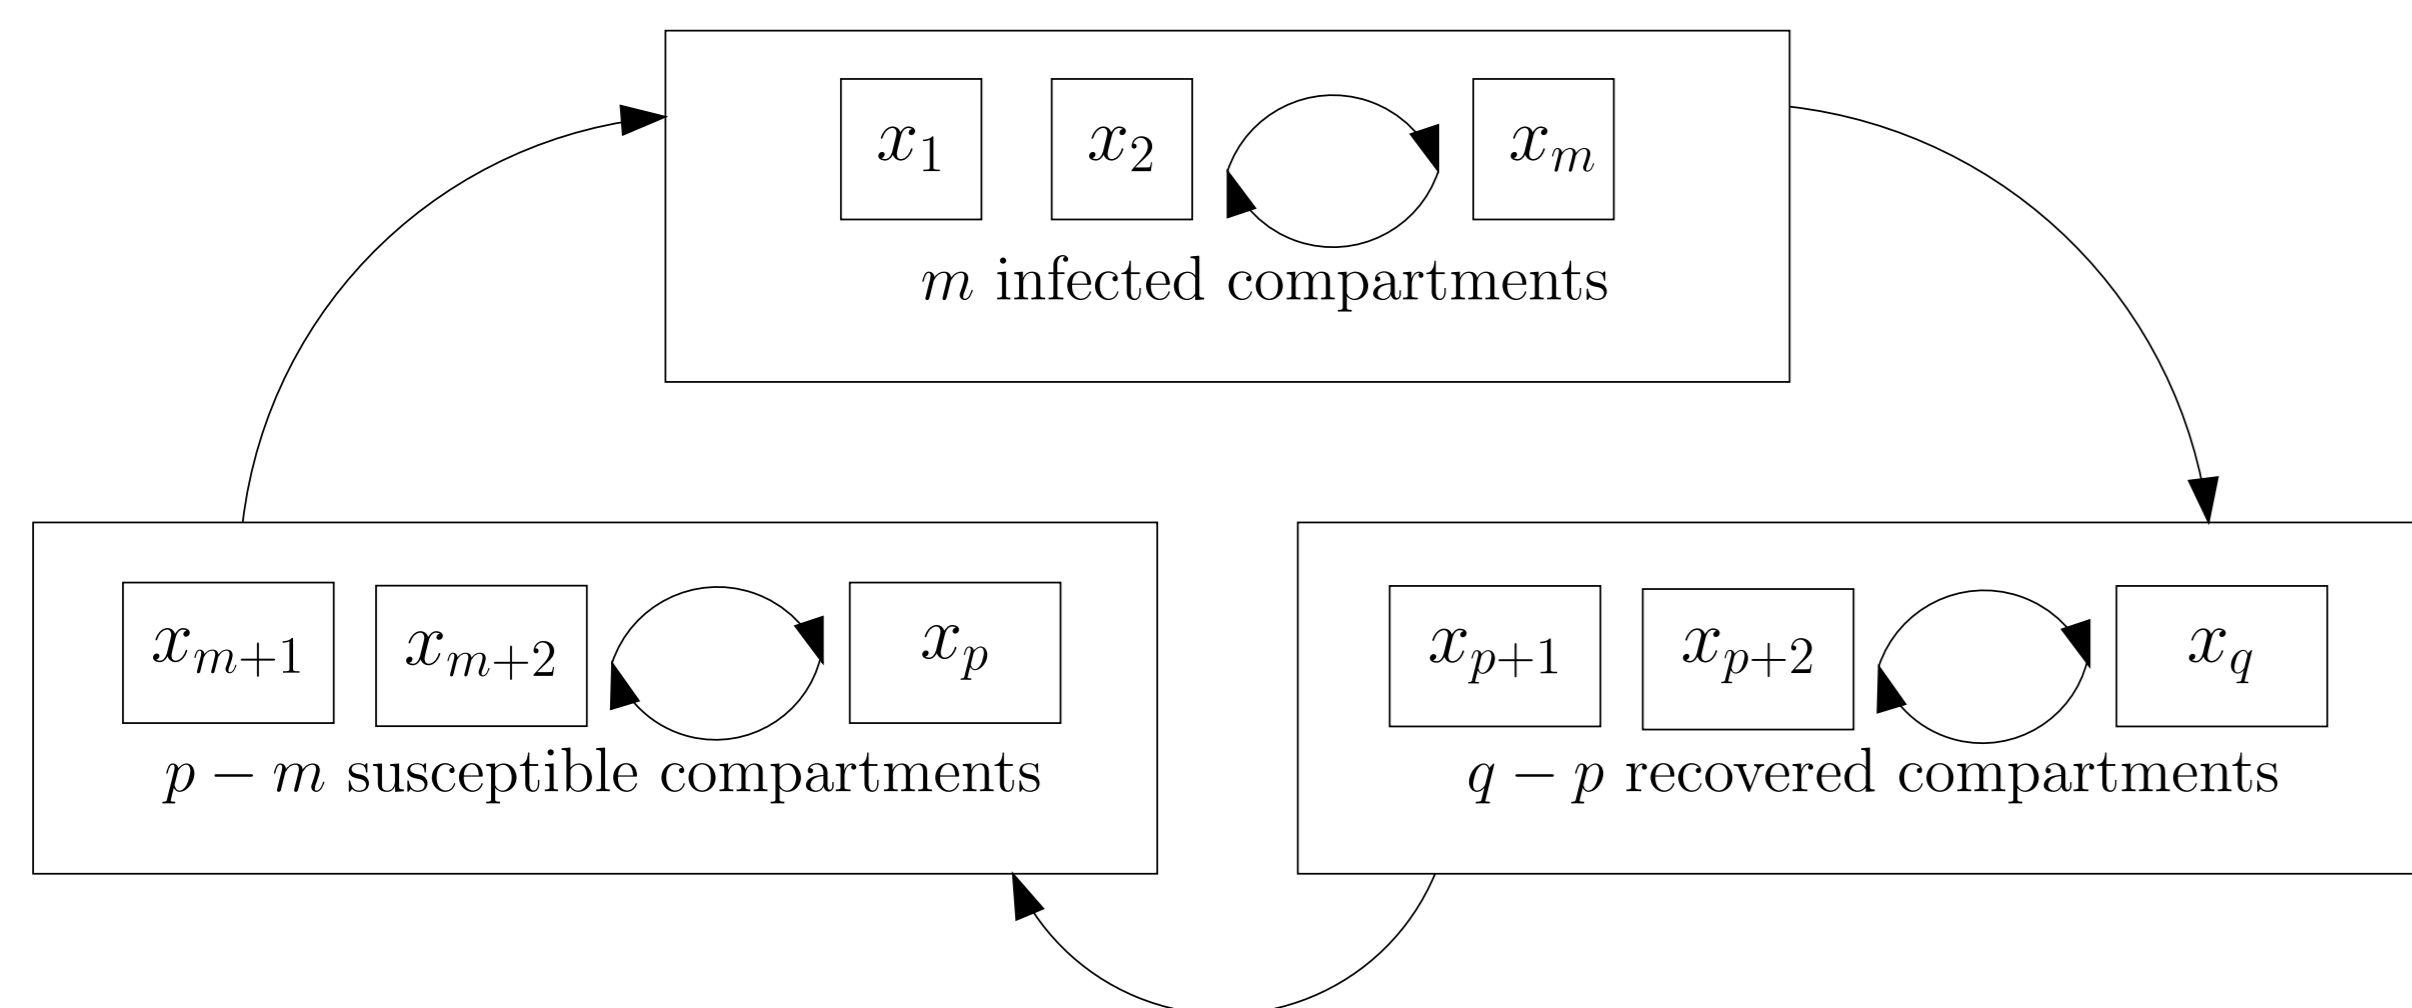 x_1 x_2 x_m
m infected compartments
x_{m+1} x_{m+2} x_p
p − m susceptible compartments
x_{p+1} x_{p+2} x_q
q − p recovered compartments